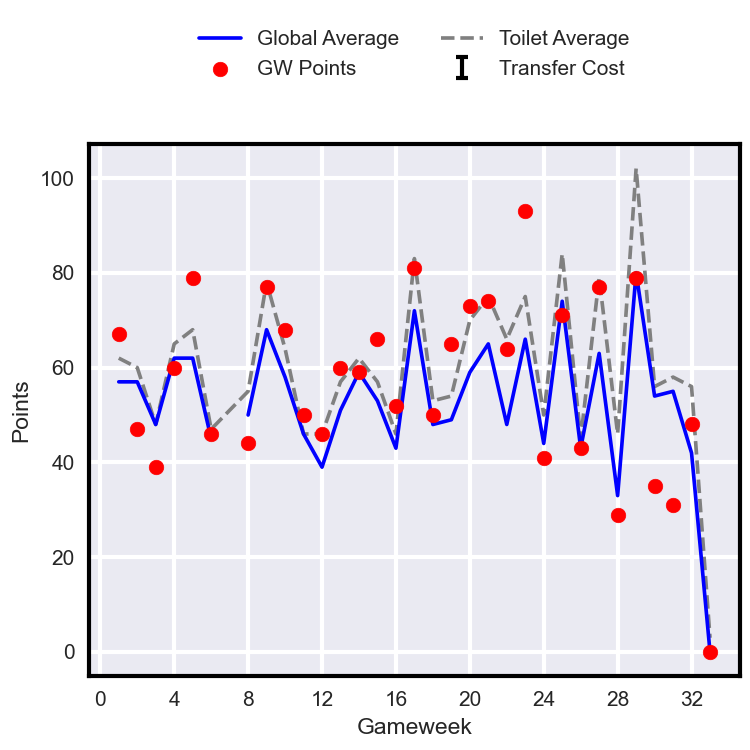 Global Average
Toilet Average
GW Points
Transfer Cost
100
80
60
40
20
0
Points
0 4 8 12 16 20 24 28 32
Gameweek